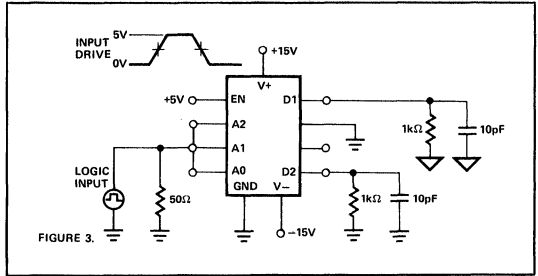 5V
INPUT
DRIVE
0V
+15V
V+
+5V
EN
D1
A2
A1
A0
D2
GND
V−
1kΩ
10pF
LOGIC
INPUT
50Ω
1kΩ
10pF
−15V
FIGURE 3.